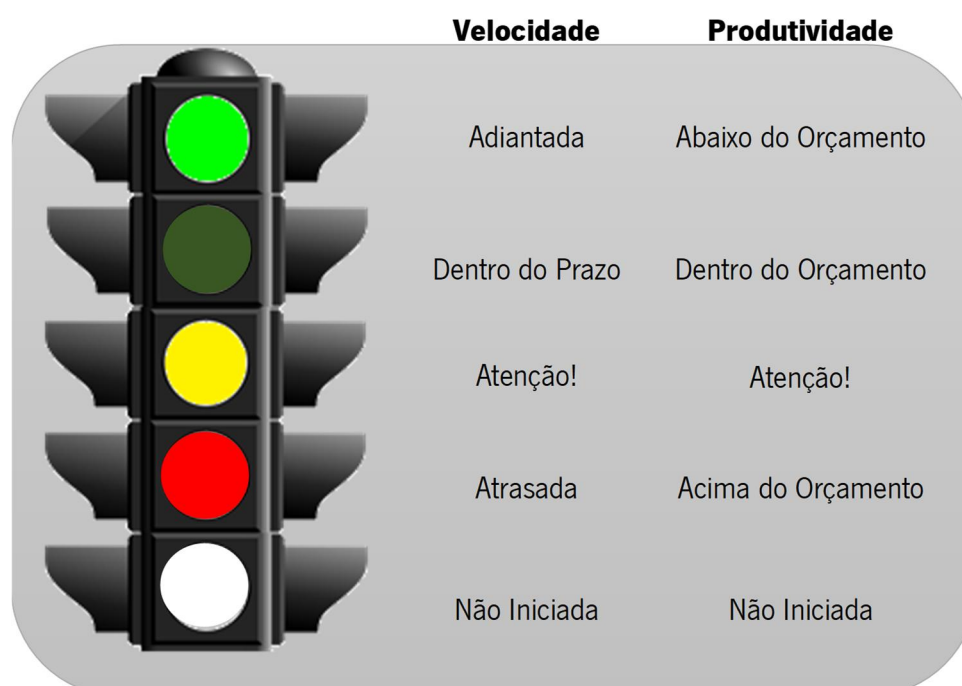 Velocidade Produtividade
Adiantada Abaixo do Orçamento
Dentro do Prazo Dentro do Orçamento
Atenção! Atenção!
Atrasada Acima do Orçamento
Não Iniciada Não Iniciada